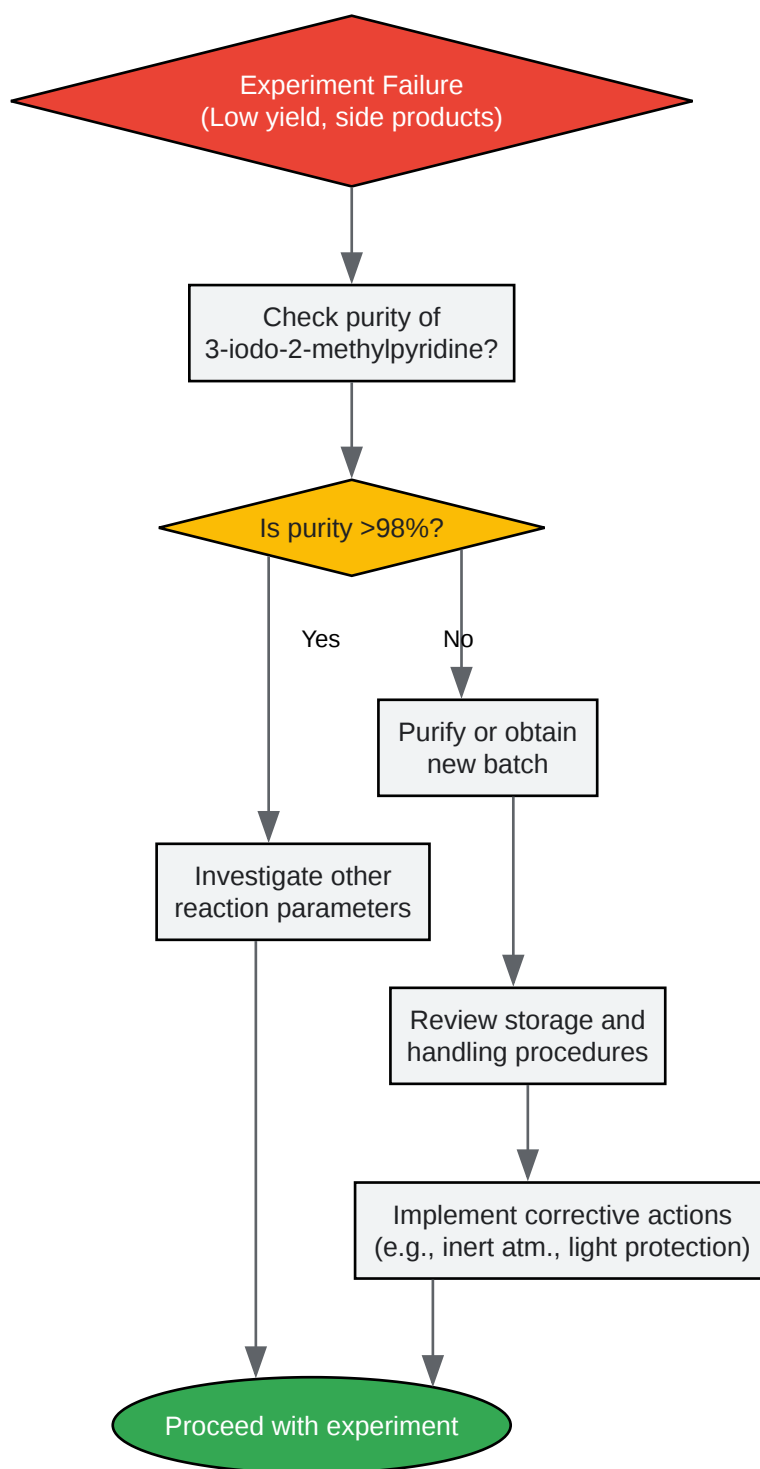 Experiment Failure
(Low yield, side products)
Check purity of
3-iodo-2-methylpyridine?
Is purity >98%?
Yes
No
Purify or obtain
new batch
Investigate other
reaction parameters
Review storage and
handling procedures
Implement corrective actions
(e.g., inert atm., light protection)
Proceed with experiment